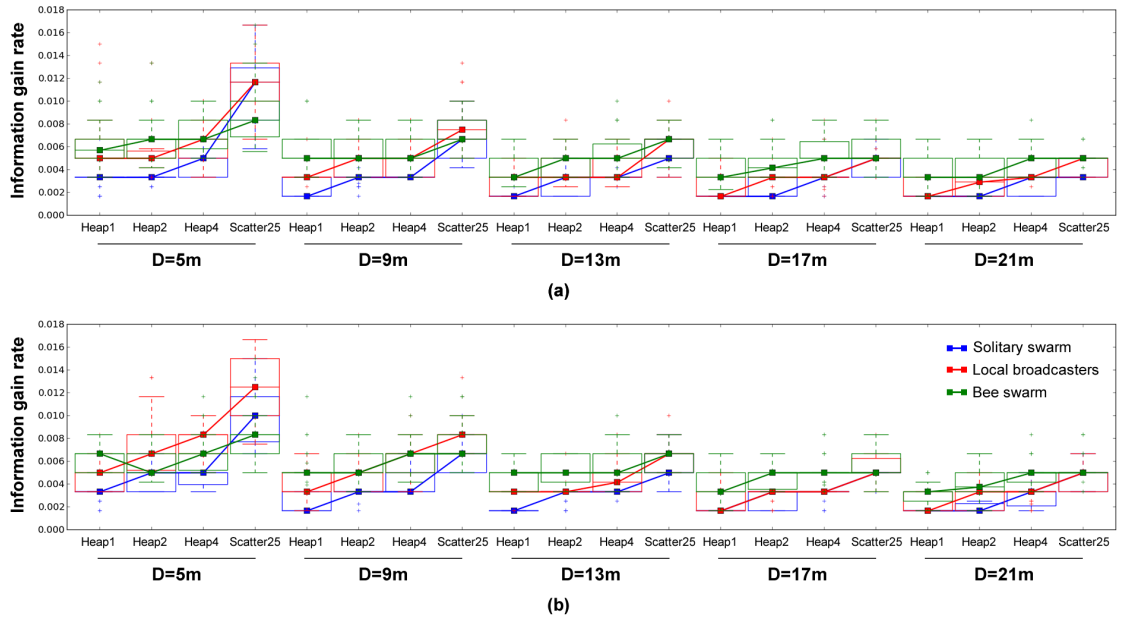 (a)
Information gain rate
0.018
0.016
0.014
0.012
0.010
0.008
0.006
0.004
0.002
0.000
Heap1 Heap2 Heap4 Scatter25 Heap1 Heap2 Heap4 Scatter25 Heap1 Heap2 Heap4 Scatter25 Heap1 Heap2 Heap4 Scatter25 Heap1 Heap2 Heap4 Scatter25
D=5m D=9m D=13m D=17m D=21m
(a)
Information gain rate
0.018
0.016
0.014
0.012
0.010
0.008
0.006
0.004
0.002
0.000
Solitary swarm
Local broadcasters
Bee swarm
Heap1 Heap2 Heap4 Scatter25 Heap1 Heap2 Heap4 Scatter25 Heap1 Heap2 Heap4 Scatter25 Heap1 Heap2 Heap4 Scatter25 Heap1 Heap2 Heap4 Scatter25
D=5m D=9m D=13m D=17m D=21m
(b)